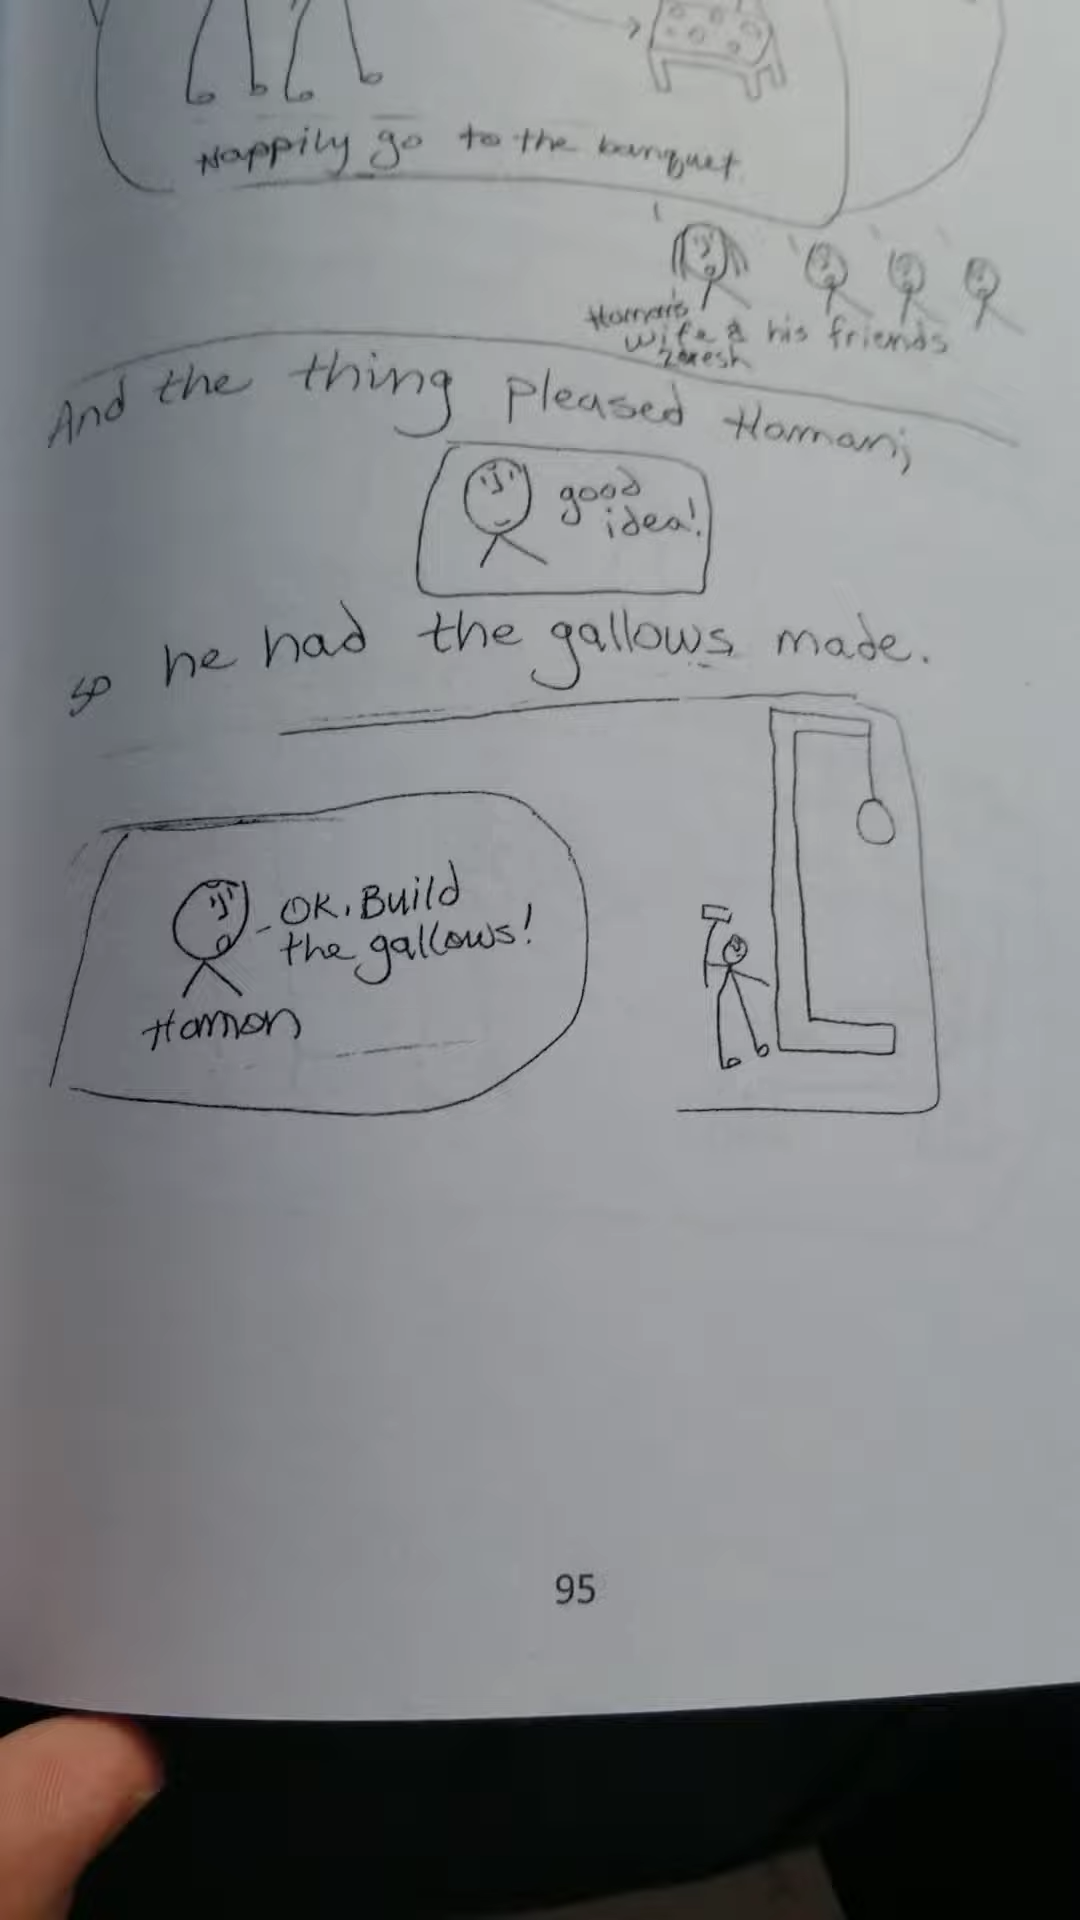 Happily go to the banquet.
Haman's
wife & his friends
Zeresh
And the thing pleased Haman;
good
idea!
so he had the gallows made.
OK. Build
the gallows!
Haman
95